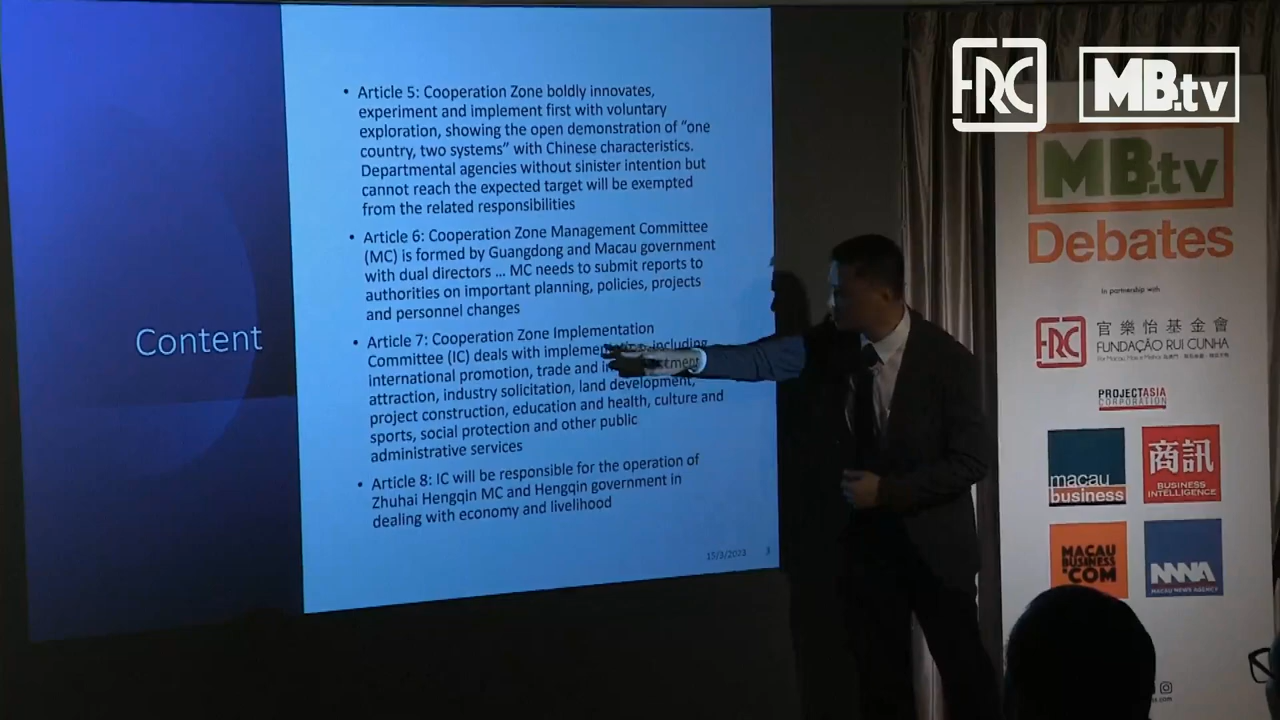 FRC
MB.tv
Content
• Article 5: Cooperation Zone boldly innovates,
experiment and implement first with voluntary
exploration, showing the open demonstration of "one
country, two systems" with Chinese characteristics.
Departmental agencies without sinister intention but
cannot reach the expected target will be exempted
from the related responsibilities
• Article 6: Cooperation Zone Management Committee
(MC) is formed by Guangdong and Macau government
with dual directors ... MC needs to submit reports to
authorities on important planning, policies, projects
and personnel changes
• Article 7: Cooperation Zone Implementation
Committee (IC) deals with including
International promotion, trade and
attraction, industry solicitation, land development,
project construction, education and health, culture and
sports, social protection and other public
administrative services
• Article 8: IC will be responsible for the operation of
Zhuhai Hengqin MC and Hengqin government in
dealing with economy and livelihood
15/3/2023 3
MB.tv
Debates
In partnership with
FRC
官樂怡基金會
FUNDAÇÃO RUI CUNHA
PROJECTASIA
CORPORATION
macau
business
商訊
BUSINESS
INTELLIGENCE
MACAU
BUSINESS
.COM
MNA
MACAU NEWS AGENCY